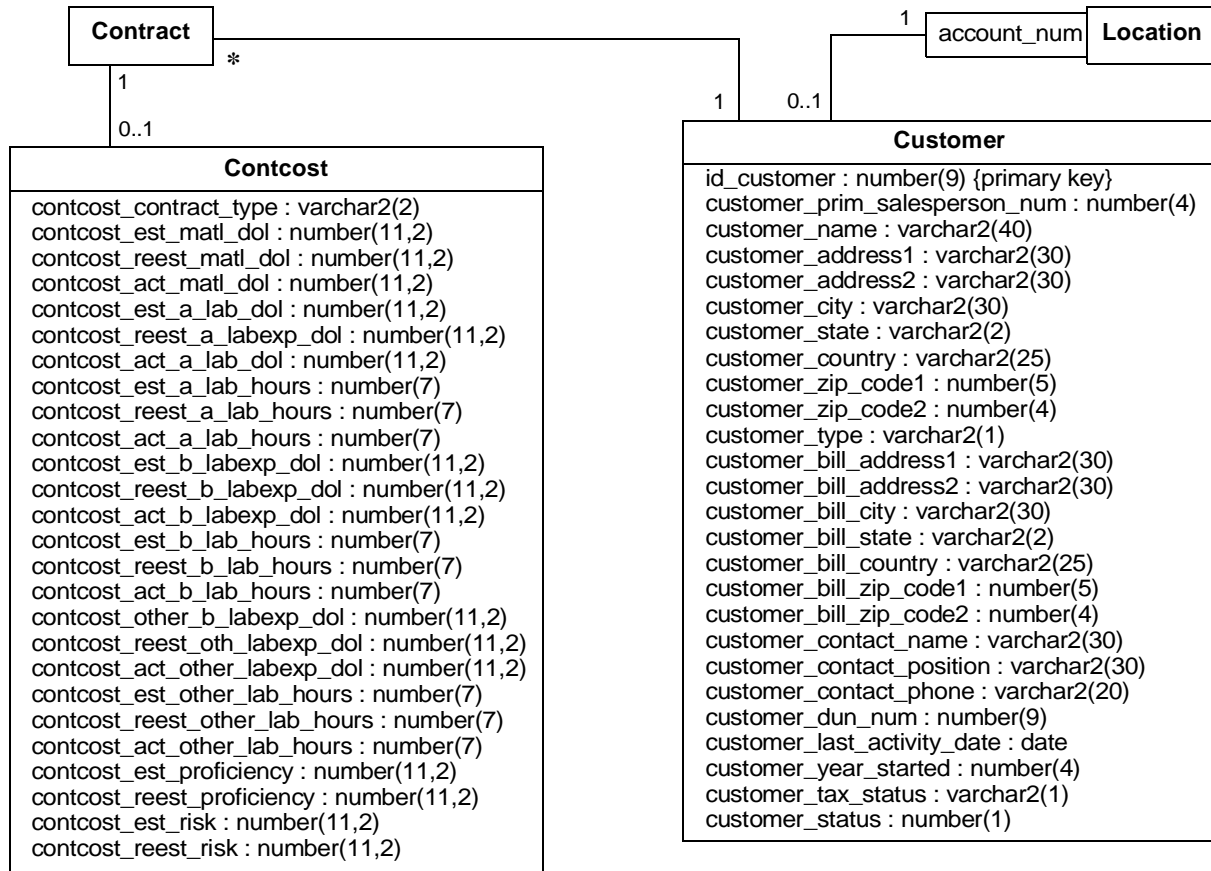 Contract
*
1
0..1
1
account_num
Location
1
0..1
Contcost
contcost_contract_type : varchar2(2)
contcost_est_matl_dol : number(11,2)
contcost_reest_matl_dol : number(11,2)
contcost_act_matl_dol : number(11,2)
contcost_est_a_lab_dol : number(11,2)
contcost_reest_a_labexp_dol : number(11,2)
contcost_act_a_lab_dol : number(11,2)
contcost_est_a_lab_hours : number(7)
contcost_reest_a_lab_hours : number(7)
contcost_act_a_lab_hours : number(7)
contcost_est_b_labexp_dol : number(11,2)
contcost_reest_b_labexp_dol : number(11,2)
contcost_act_b_labexp_dol : number(11,2)
contcost_est_b_lab_hours : number(7)
contcost_reest_b_lab_hours : number(7)
contcost_act_b_lab_hours : number(7)
contcost_other_b_labexp_dol : number(11,2)
contcost_reest_oth_labexp_dol : number(11,2)
contcost_act_other_labexp_dol : number(11,2)
contcost_est_other_lab_hours : number(7)
contcost_reest_other_lab_hours : number(7)
contcost_act_other_lab_hours : number(7)
contcost_est_proficiency : number(11,2)
contcost_reest_proficiency : number(11,2)
contcost_est_risk : number(11,2)
contcost_reest_risk : number(11,2)
Customer
id_customer : number(9) {primary key}
customer_prim_salesperson_num : number(4)
customer_name : varchar2(40)
customer_address1 : varchar2(30)
customer_address2 : varchar2(30)
customer_city : varchar2(30)
customer_state : varchar2(2)
customer_country : varchar2(25)
customer_zip_code1 : number(5)
customer_zip_code2 : number(4)
customer_type : varchar2(1)
customer_bill_address1 : varchar2(30)
customer_bill_address2 : varchar2(30)
customer_bill_city : varchar2(30)
customer_bill_state : varchar2(2)
customer_bill_country : varchar2(25)
customer_bill_zip_code1 : number(5)
customer_bill_zip_code2 : number(4)
customer_contact_name : varchar2(30)
customer_contact_position : varchar2(30)
customer_contact_phone : varchar2(20)
customer_dun_num : number(9)
customer_last_activity_date : date
customer_year_started : number(4)
customer_tax_status : varchar2(1)
customer_status : number(1)